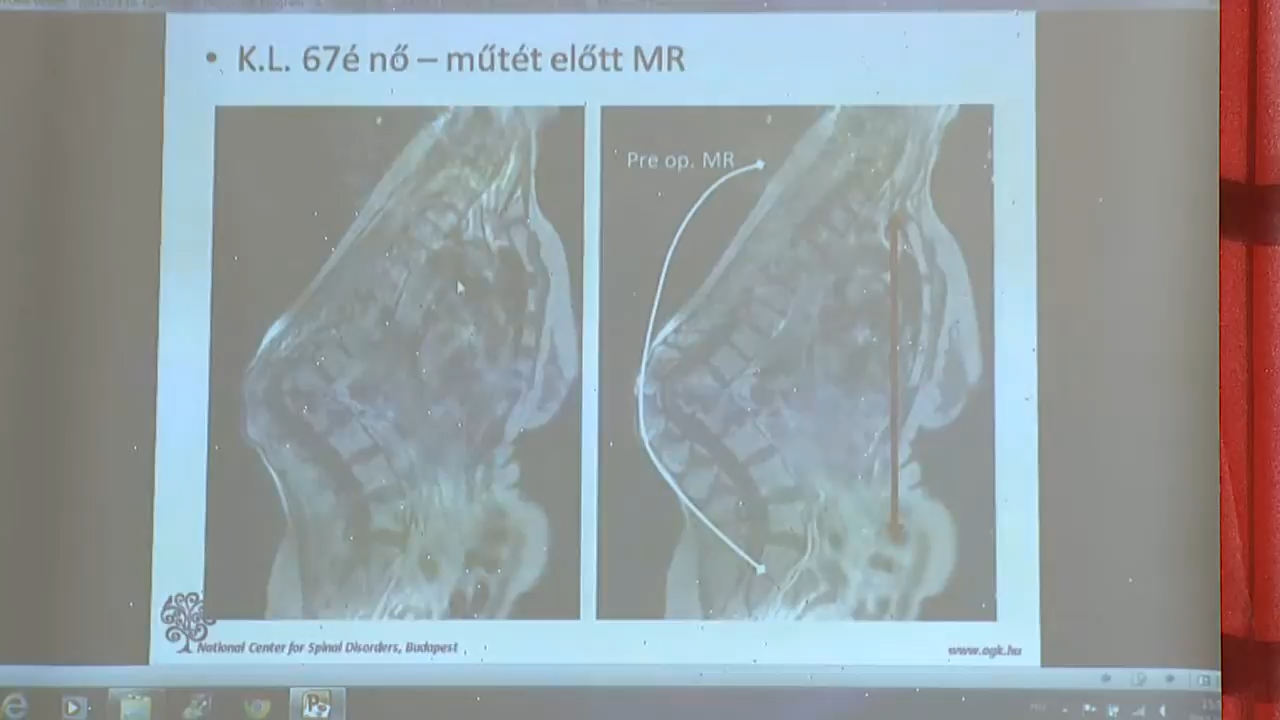 • K.L. 67é nő – műtét előtt MR
Pre op. MR
National Center for Spinal Disorders, Budapest
www.ogk.hu